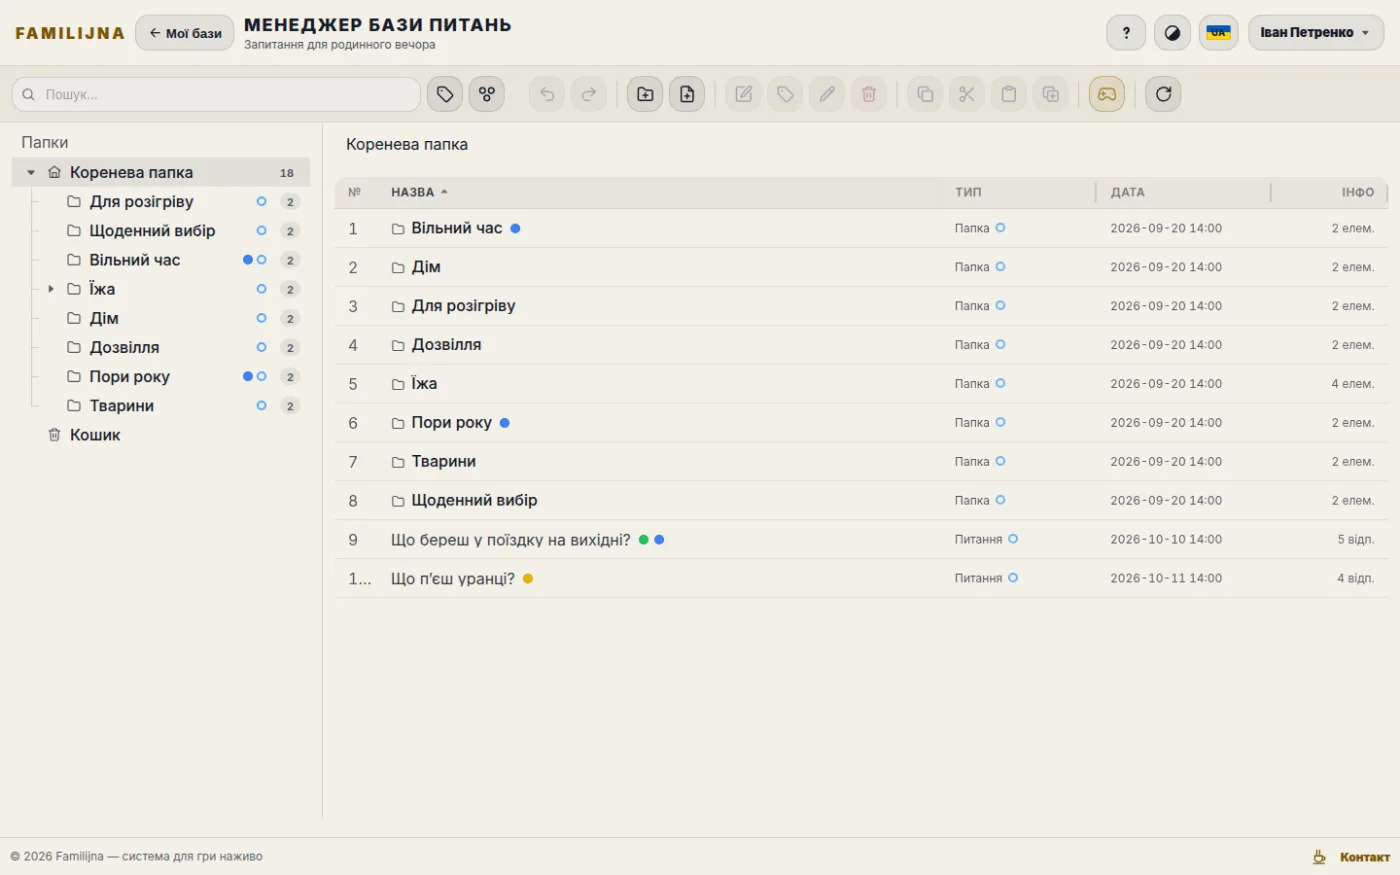 FAMILIJNA
← Мої бази
МЕНЕДЖЕР БАЗИ ПИТАНЬ
Запитання для родинного вечора
?
UA
Іван Петренко
Пошук...
Папки
Коренева папка 18
Для розігріву 2
Щоденний вибір 2
Вільний час 2
Їжа 2
Дім 2
Дозвілля 2
Пори року 2
Тварини 2
Кошик
Коренева папка
№ НАЗВА ТИП ДАТА ІНФО
1 Вільний час Папка 2026-09-20 14:00 2 елем.
2 Дім Папка 2026-09-20 14:00 2 елем.
3 Для розігріву Папка 2026-09-20 14:00 2 елем.
4 Дозвілля Папка 2026-09-20 14:00 2 елем.
5 Їжа Папка 2026-09-20 14:00 4 елем.
6 Пори року Папка 2026-09-20 14:00 2 елем.
7 Тварини Папка 2026-09-20 14:00 2 елем.
8 Щоденний вибір Папка 2026-09-20 14:00 2 елем.
9 Що береш у поїздку на вихідні? Питання 2026-10-10 14:00 5 відп.
1... Що п’єш уранці? Питання 2026-10-11 14:00 4 відп.
© 2026 Familijna — система для гри наживо
Контакт